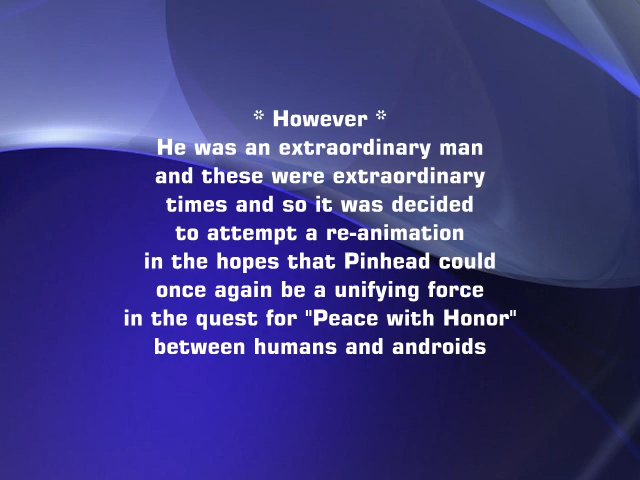 * However *
He was an extraordinary man
and these were extraordinary
times and so it was decided
to attempt a re-animation
in the hopes that Pinhead could
once again be a unifying force
in the quest for "Peace with Honor"
between humans and androids